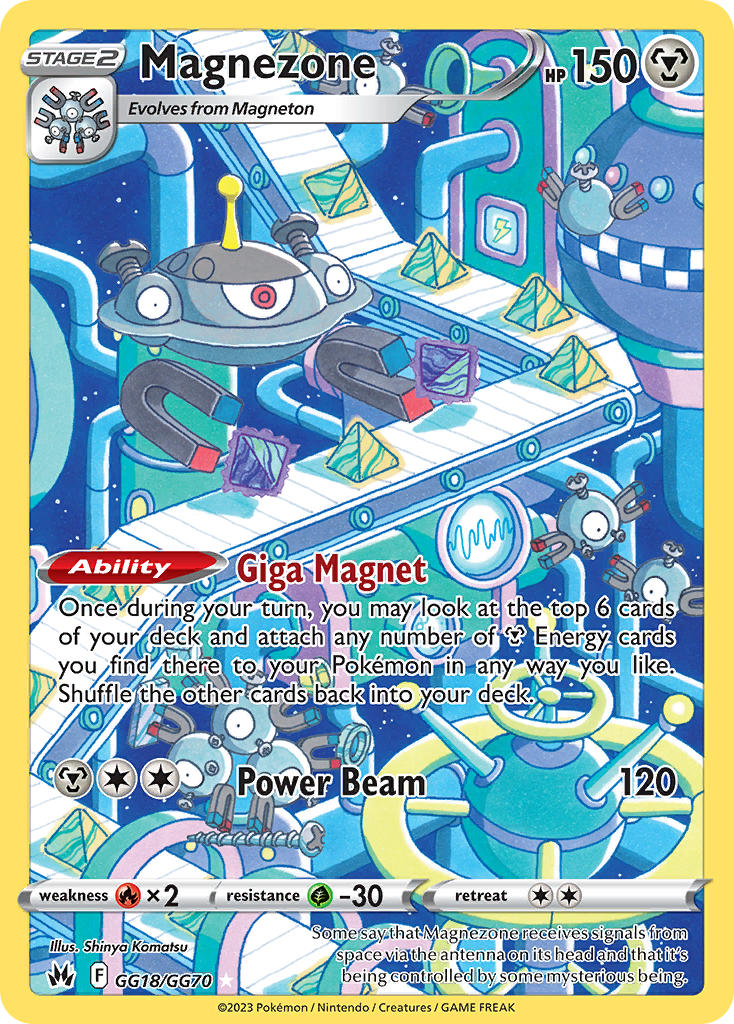 STAGE2
Magnezone
HP 150
Evolves from Magneton
Ability
Giga Magnet
Once during your turn, you may look at the top 6 cards
of your deck and attach any number of Energy cards
you find there to your Pokémon in any way you like.
Shuffle the other cards back into your deck.
Power Beam 120
weakness ×2 resistance -30 retreat
Illus. Shinya Komatsu
Some say that Magnezone receives signals from
space via the antenna on its head and that it's
being controlled by some mysterious being.
F GG18/GG70
©2023 Pokémon / Nintendo / Creatures / GAME FREAK